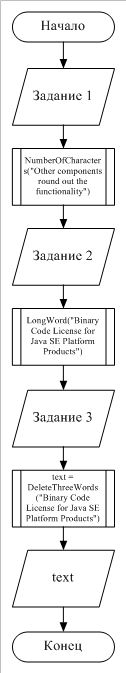 Начало
Задание 1
NumberOfCharacter
s("Other components
round out the
functionality")
Задание 2
LongWord("Binary
Code License for
Java SE Platform
Products")
Задание 3
text =
DeleteThreeWords
("Binary Code
License for Java SE
Platform Products")
text
Конец